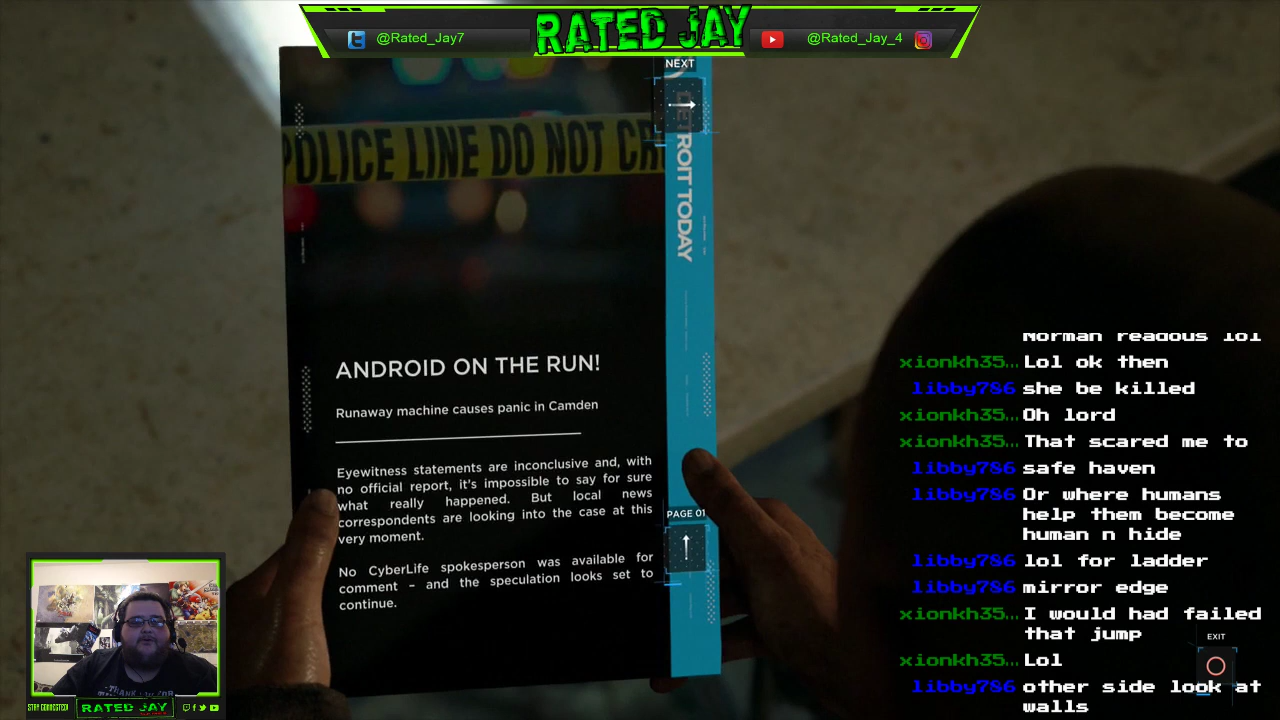 @Rated_Jay7
RATED JAY
@Rated_Jay_4
NEXT
POLICE LINE DO NOT CR
DETROIT TODAY
ANDROID ON THE RUN!
Runaway machine causes panic in Camden
Eyewitness statements are inconclusive and, with
no official report, it's impossible to say for sure
what really happened. But local news
correspondents are looking into the case at this
very moment.
No CyberLife spokesperson was available for
comment – and the speculation looks set to
continue.
PAGE 01
Norman readous lol
xionkh35... Lol ok then
libby786 she be killed
xionkh35... Oh lord
xionkh35... That scared me to
libby786 safe haven
libby786 Or where humans
help them become
human n hide
libby786 lol for ladder
libby786 mirror edge
xionkh35... I would had failed
that jump
xionkh35... Lol
libby786 other side look at
walls
EXIT
STAY CONNECTED!
RATED JAY